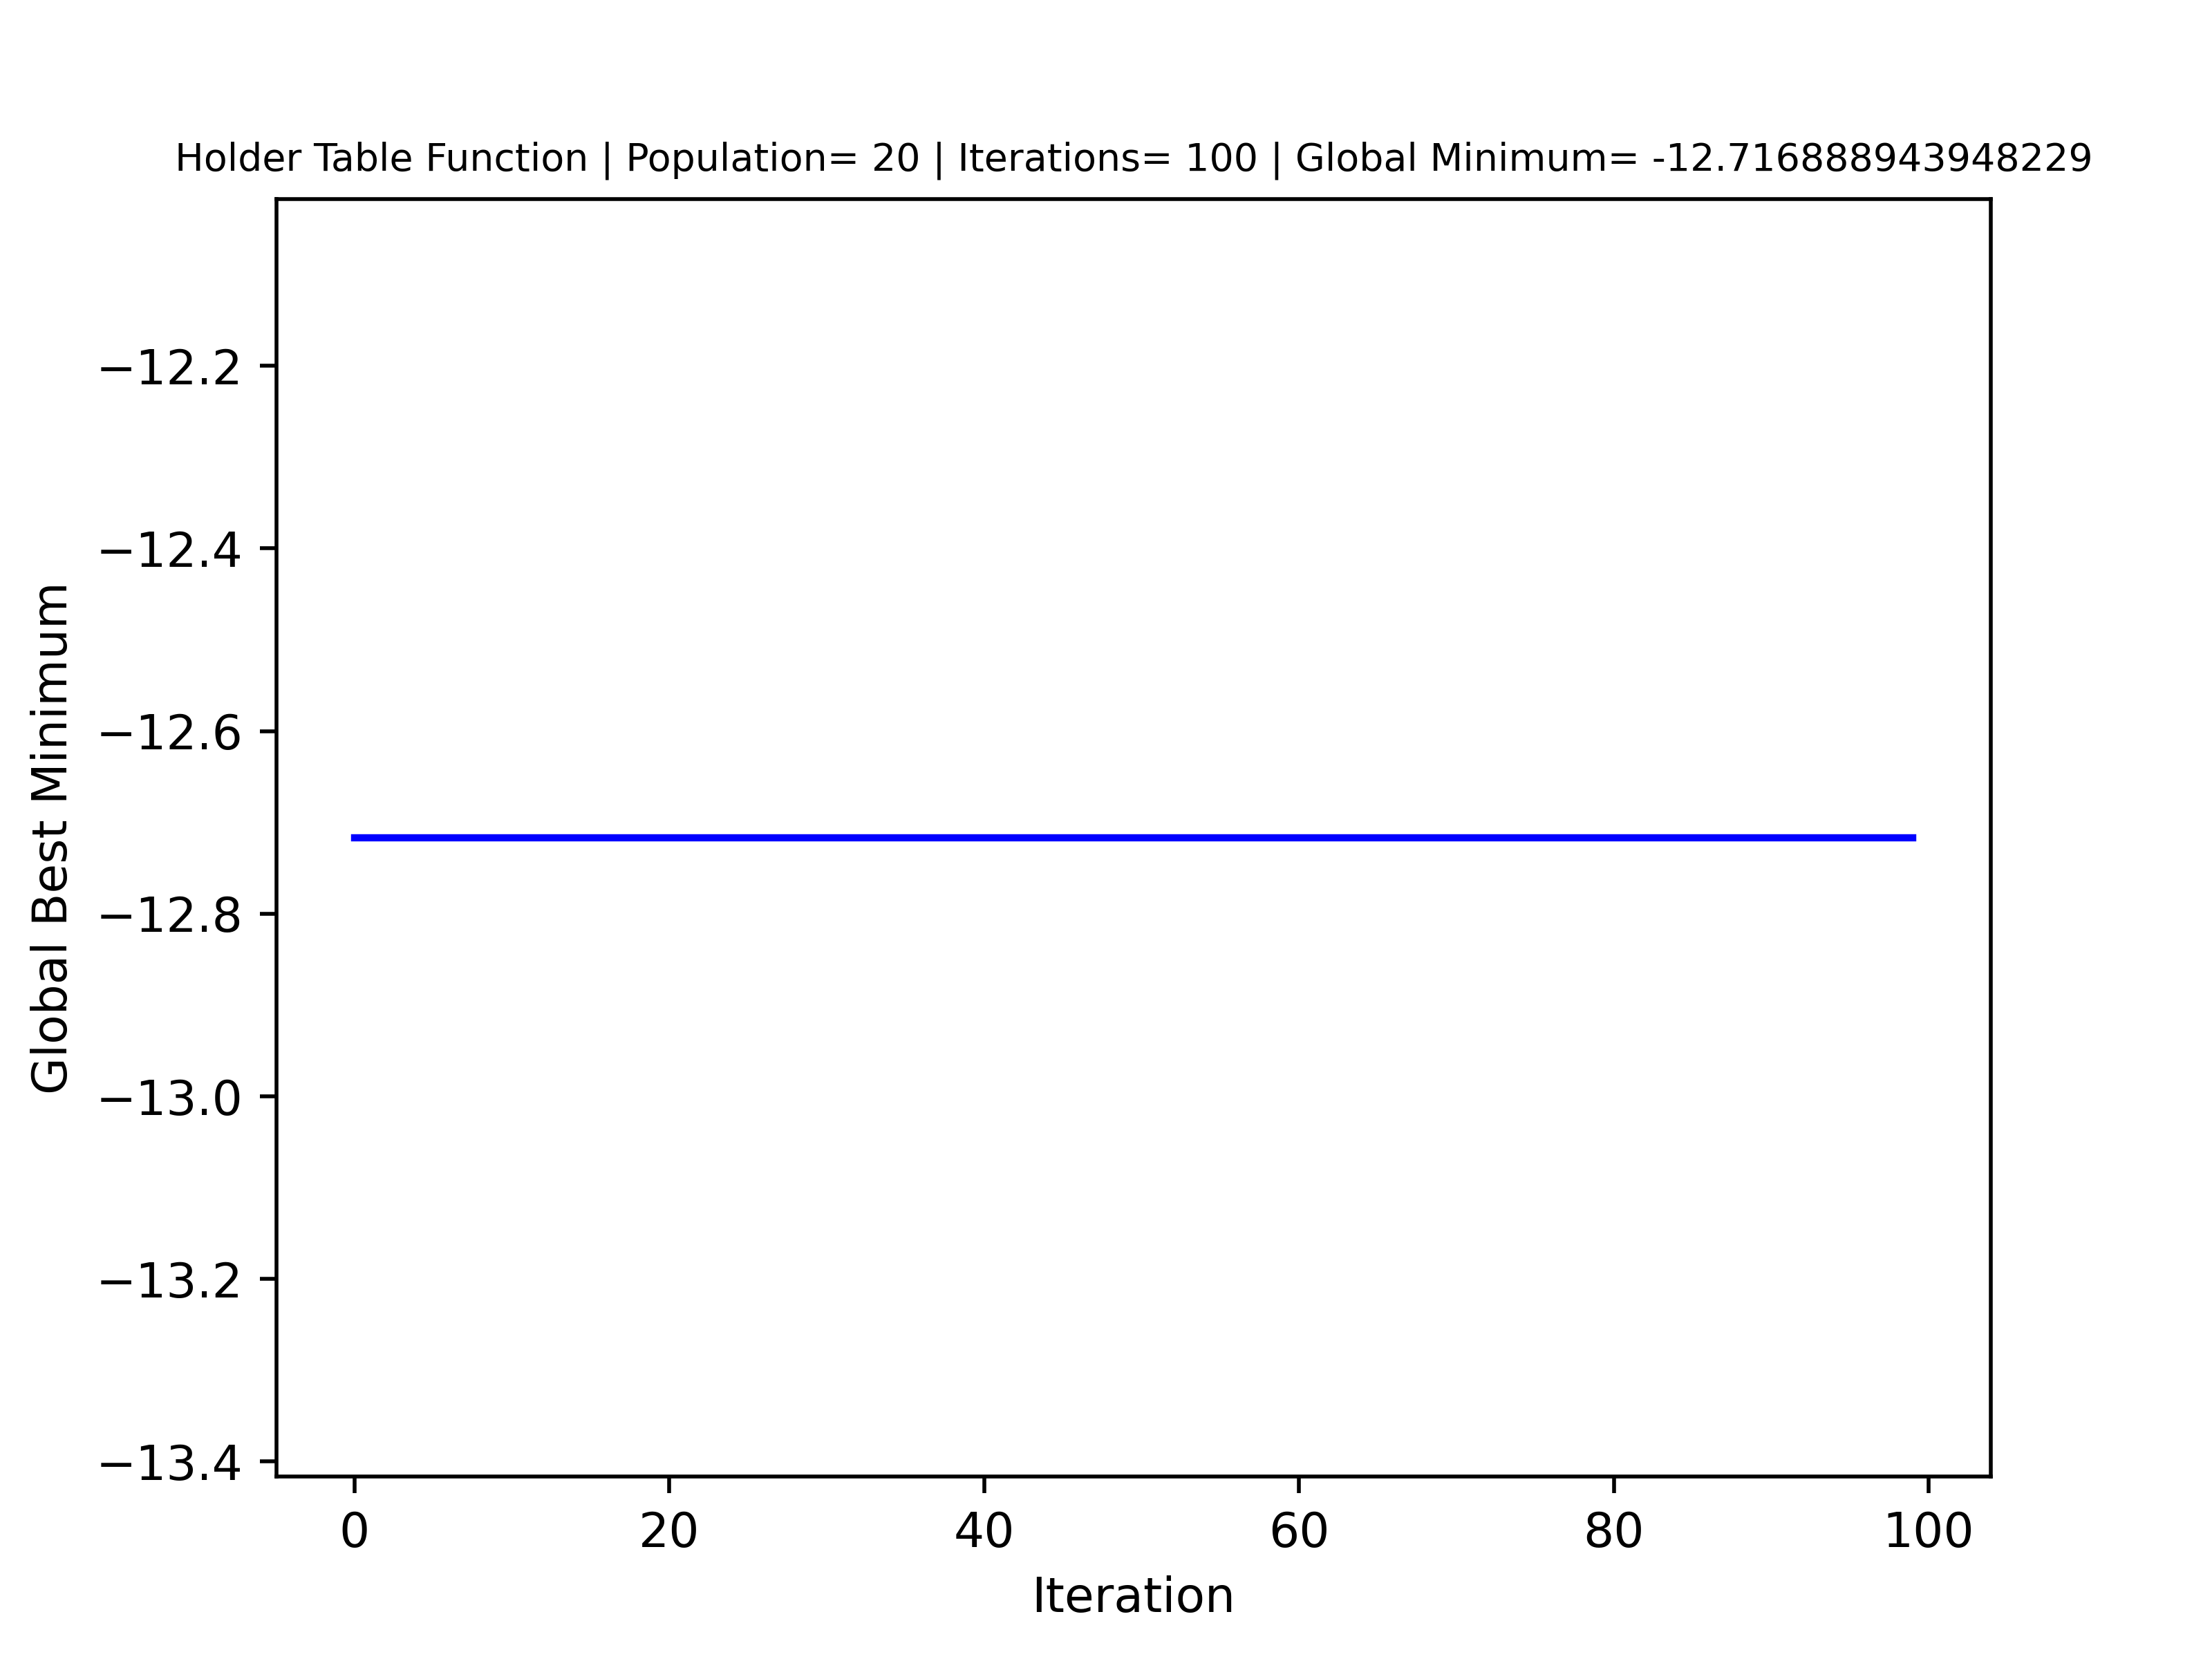 Holder Table Function | Population= 20 | Iterations= 100 | Global Minimum= -12.716888943948229
Global Best Minimum
−12.2
−12.4
−12.6
−12.8
−13.0
−13.2
−13.4
0 20 40 60 80 100
Iteration